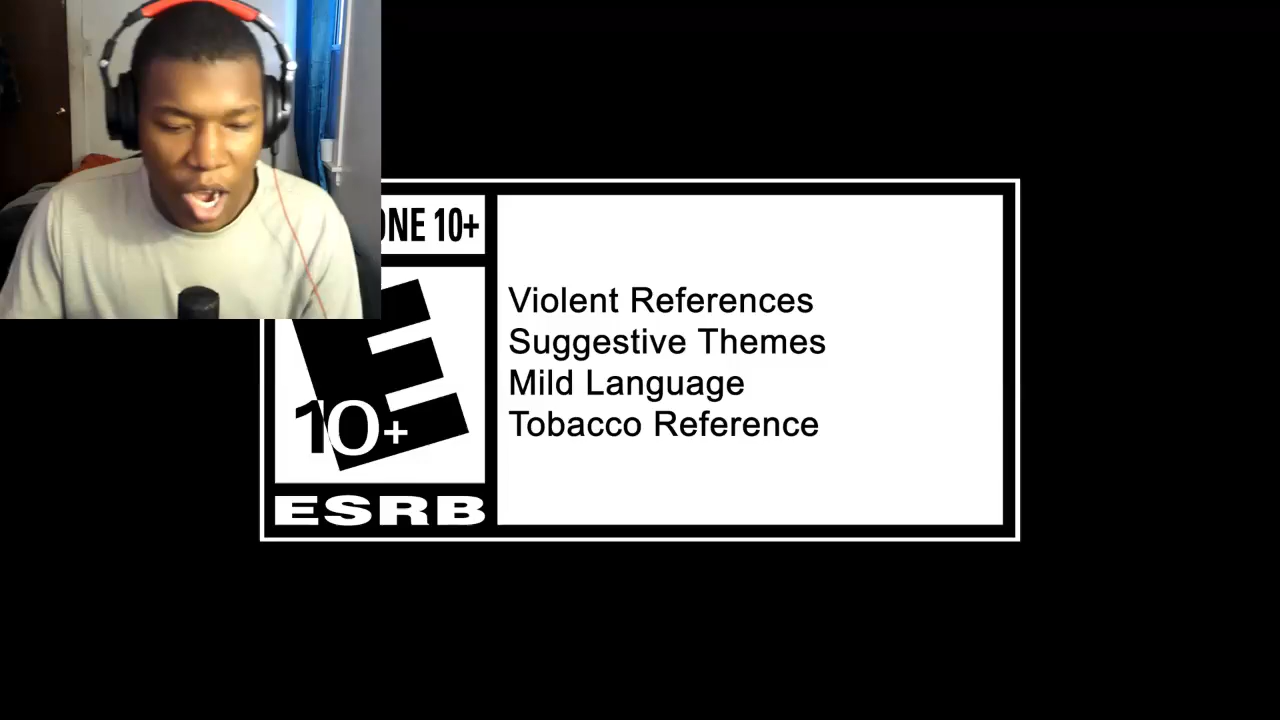 ONE 10+
Violent References
Suggestive Themes
Mild Language
Tobacco Reference
10+
ESRB